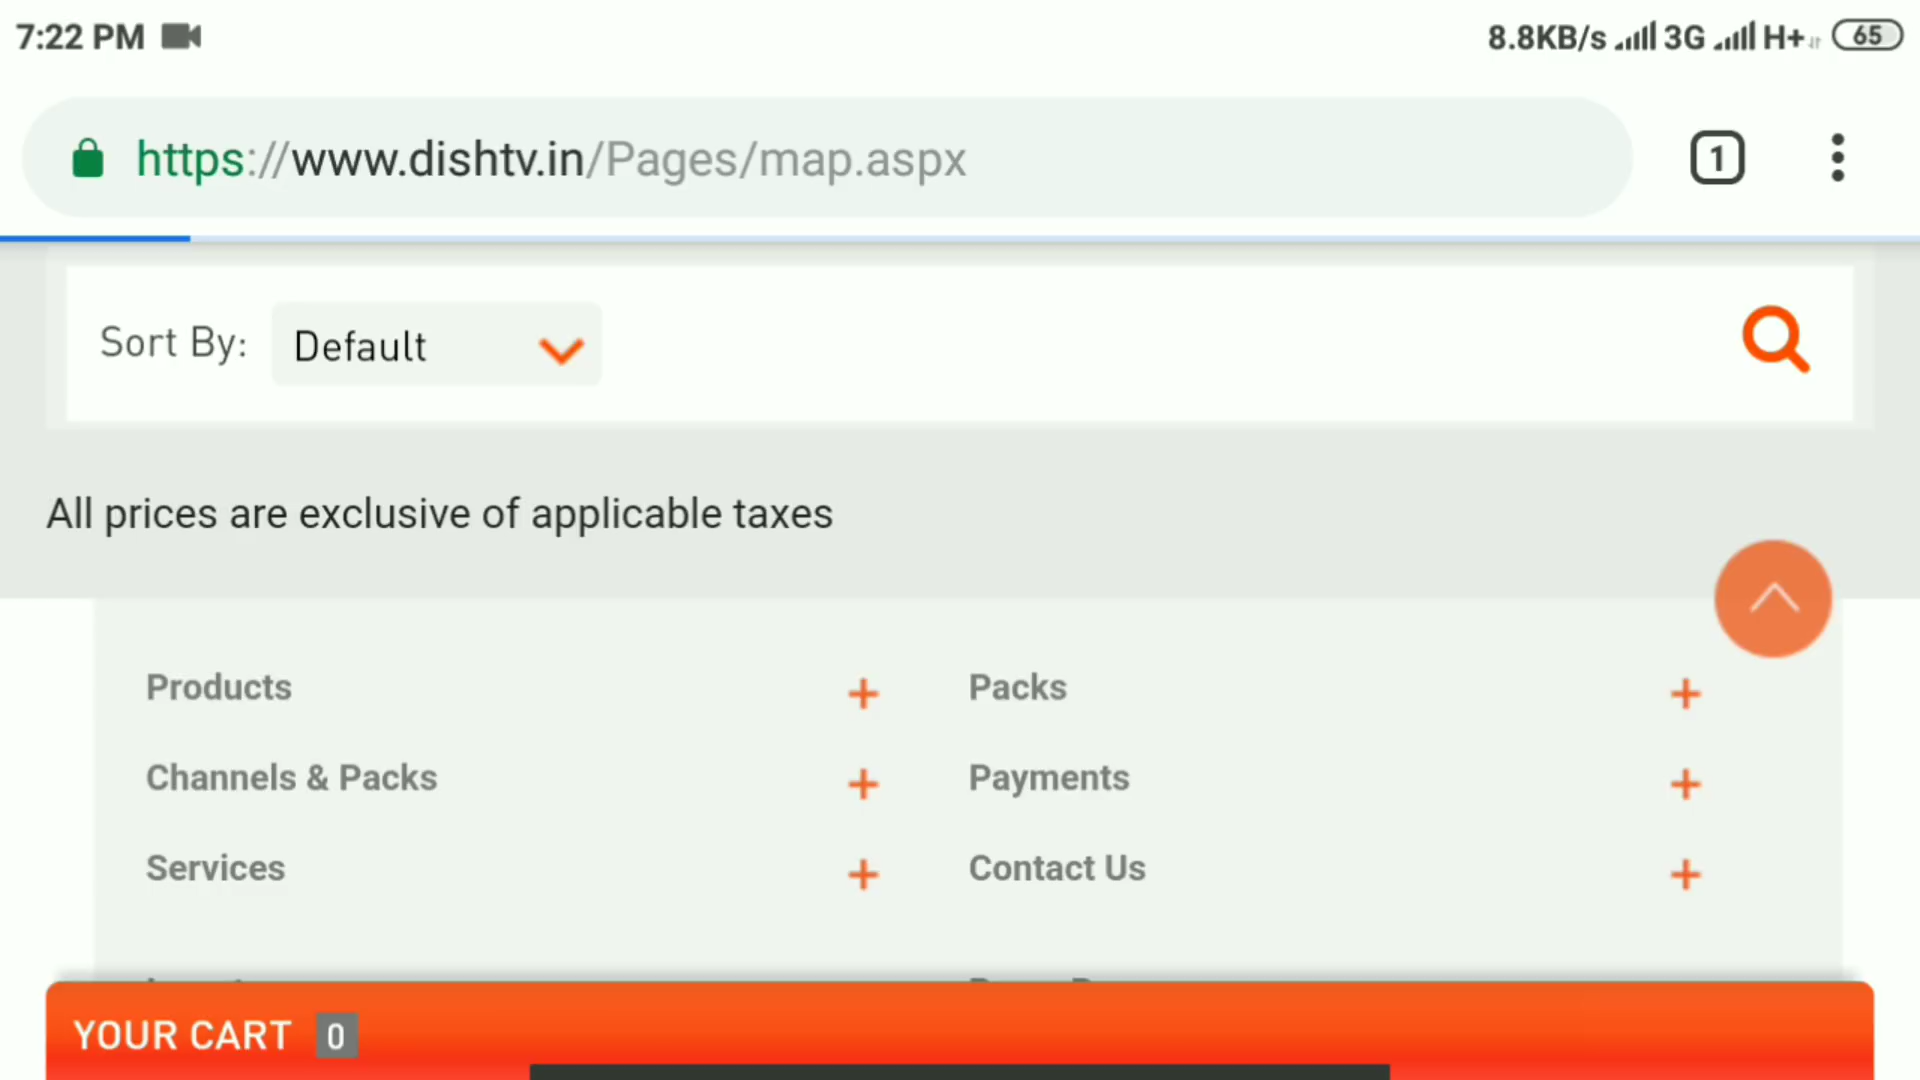 7:22 PM 8.8KB/s 3G H+ 65
https://www.dishtv.in/Pages/map.aspx 1
Sort By: Default
All prices are exclusive of applicable taxes
Products + Packs +
Channels & Packs + Payments +
Services + Contact Us +
YOUR CART 0